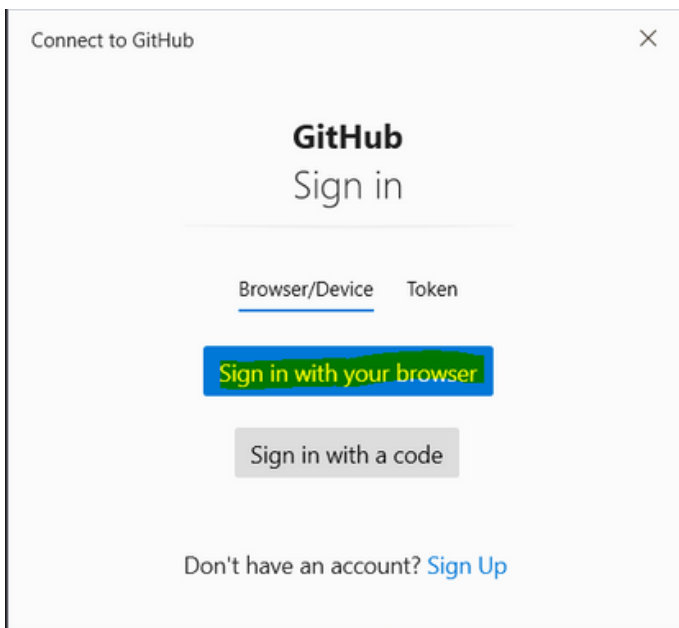 Connect to GitHub
GitHub
Sign in
Browser/Device Token
Sign in with your browser
Sign in with a code
Don't have an account? Sign Up